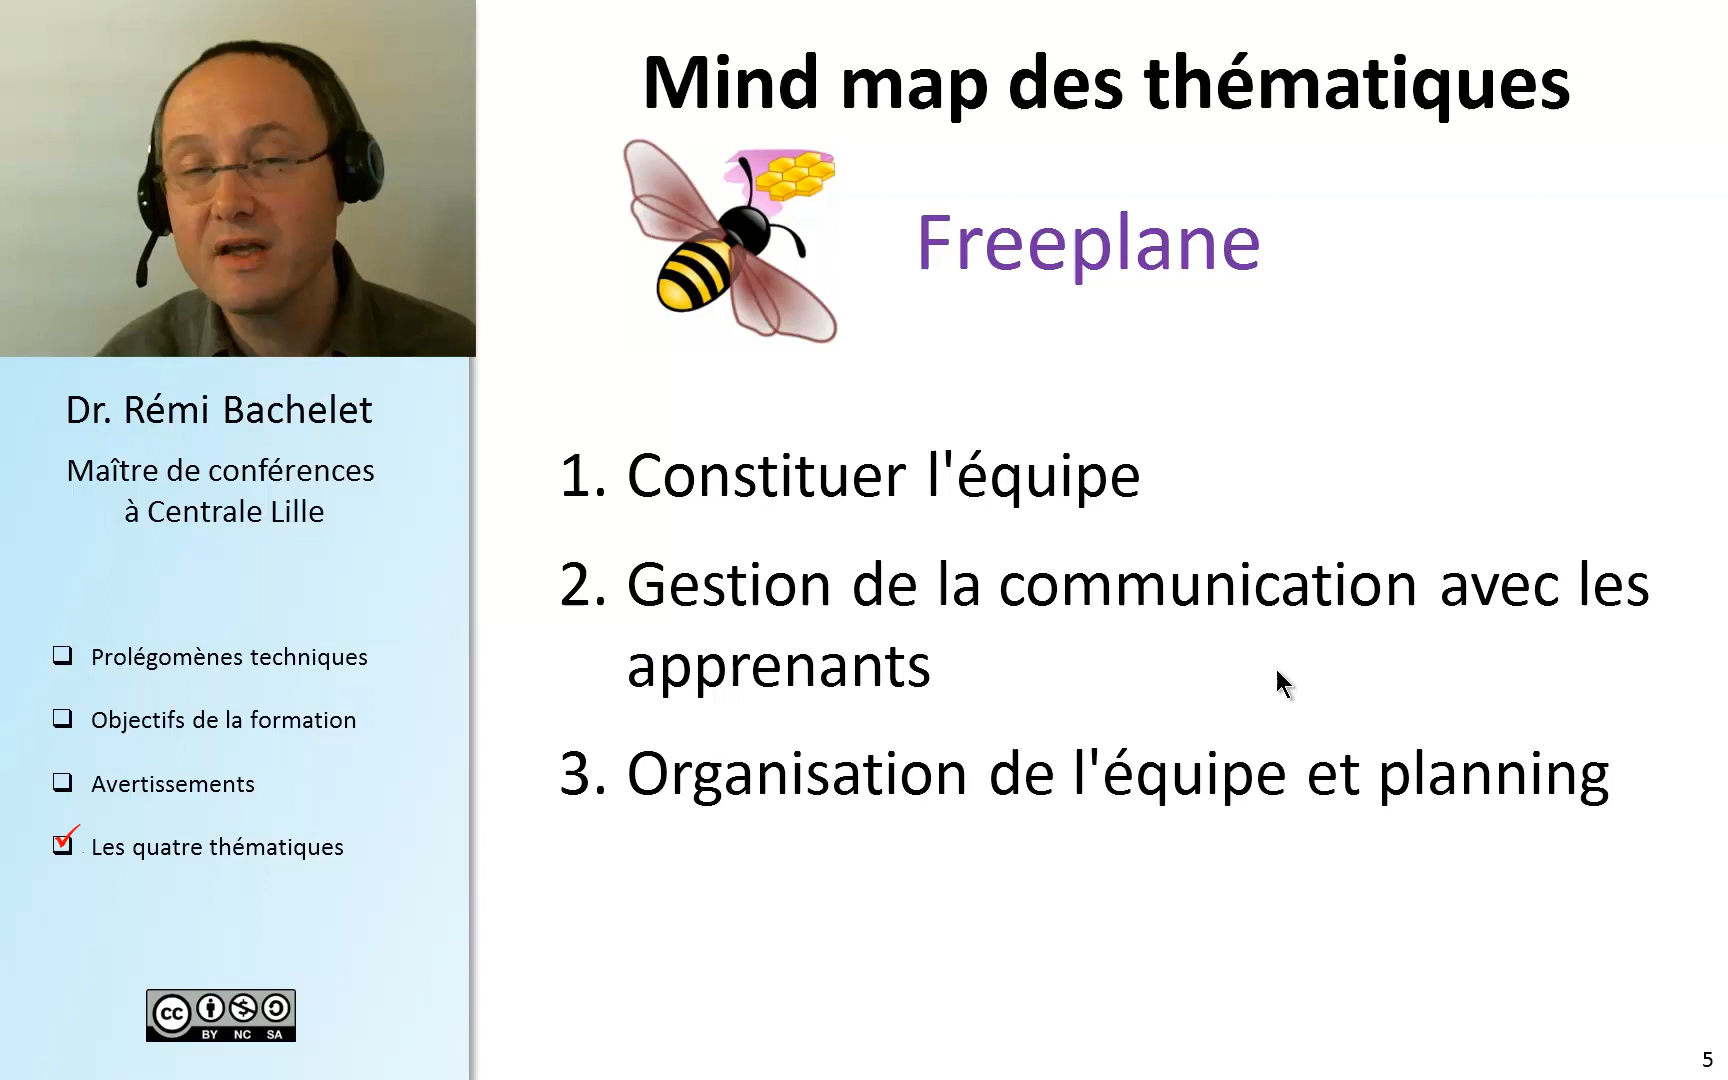 Mind map des thématiques
Freeplane
1. Constituer l'équipe
2. Gestion de la communication avec les
apprenants
3. Organisation de l'équipe et planning
Dr. Rémi Bachelet
Maître de conférences
à Centrale Lille
Prolégomènes techniques
Objectifs de la formation
Avertissements
Les quatre thématiques
cc
BY NC SA
5